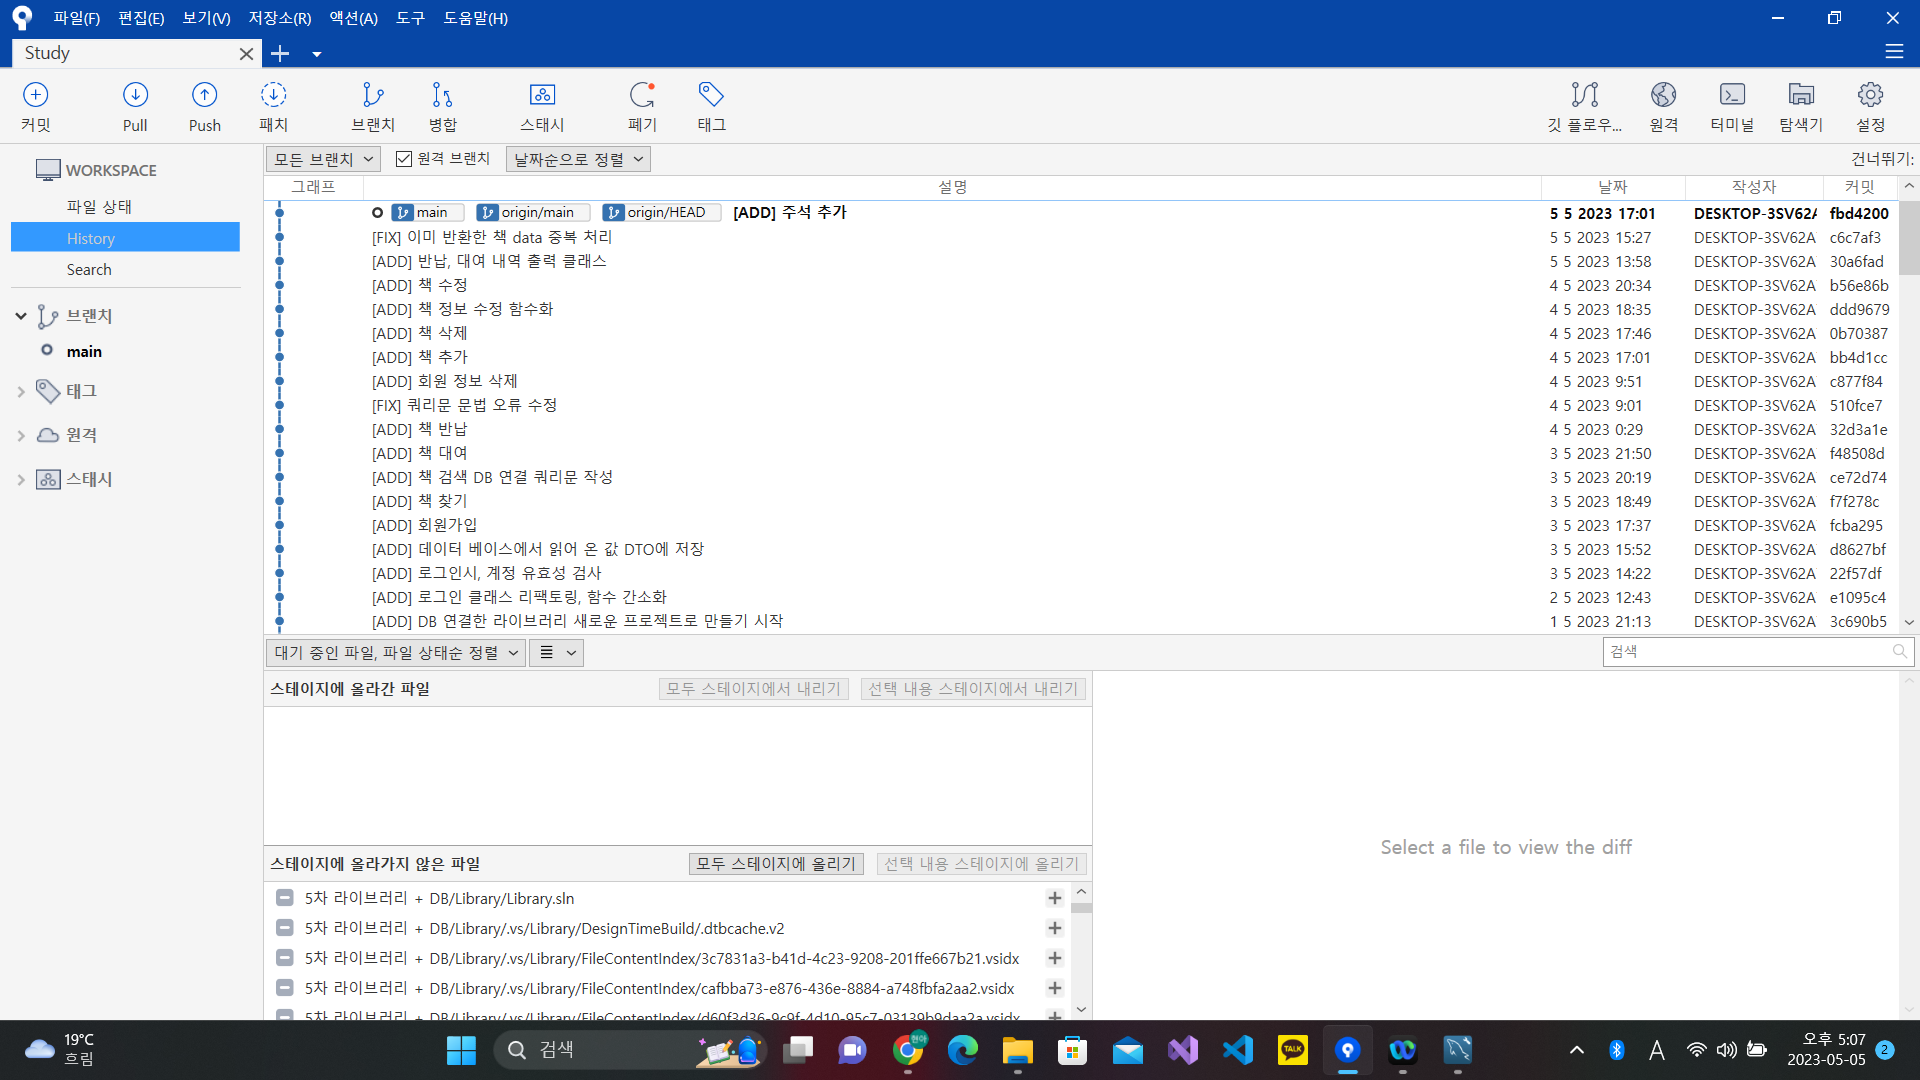 파일(F) 편집(E) 보기(V) 저장소(R) 액션(A) 도구 도움말(H)
Study
커밋 Pull Push 패치 브랜치 병합 스태시 폐기 태그 깃 플로우... 원격 터미널 탐색기 설정
WORKSPACE
파일 상태
History
Search
브랜치
main
태그
원격
스태시
모든 브랜치 원격 브랜치 날짜순으로 정렬 건너뛰기:
그래프 설명 날짜 작성자 커밋
main origin/main origin/HEAD [ADD] 주석 추가 5 5 2023 17:01 DESKTOP-3SV62A fbd4200
[FIX] 이미 반환한 책 data 중복 처리 5 5 2023 15:27 DESKTOP-3SV62A c6c7af3
[ADD] 반납, 대여 내역 출력 클래스 5 5 2023 13:58 DESKTOP-3SV62A 30a6fad
[ADD] 책 수정 4 5 2023 20:34 DESKTOP-3SV62A b56e86b
[ADD] 책 정보 수정 함수화 4 5 2023 18:35 DESKTOP-3SV62A ddd9679
[ADD] 책 삭제 4 5 2023 17:46 DESKTOP-3SV62A 0b70387
[ADD] 책 추가 4 5 2023 17:01 DESKTOP-3SV62A bb4d1cc
[ADD] 회원 정보 삭제 4 5 2023 9:51 DESKTOP-3SV62A c877f84
[FIX] 쿼리문 문법 오류 수정 4 5 2023 9:01 DESKTOP-3SV62A 510fce7
[ADD] 책 반납 4 5 2023 0:29 DESKTOP-3SV62A 32d3a1e
[ADD] 책 대여 3 5 2023 21:50 DESKTOP-3SV62A f48508d
[ADD] 책 검색 DB 연결 쿼리문 작성 3 5 2023 20:19 DESKTOP-3SV62A ce72d74
[ADD] 책 찾기 3 5 2023 18:49 DESKTOP-3SV62A f7f278c
[ADD] 회원가입 3 5 2023 17:37 DESKTOP-3SV62A fcba295
[ADD] 데이터 베이스에서 읽어 온 값 DTO에 저장 3 5 2023 15:52 DESKTOP-3SV62A d8627bf
[ADD] 로그인시, 계정 유효성 검사 3 5 2023 14:22 DESKTOP-3SV62A 22f57df
[ADD] 로그인 클래스 리팩토링, 함수 간소화 2 5 2023 12:43 DESKTOP-3SV62A e1095c4
[ADD] DB 연결한 라이브러리 새로운 프로젝트로 만들기 시작 1 5 2023 21:13 DESKTOP-3SV62A 3c690b5
대기 중인 파일, 파일 상태순 정렬 검색
스테이지에 올라간 파일 모두 스테이지에서 내리기 선택 내용 스테이지에서 내리기
Select a file to view the diff
스테이지에 올라가지 않은 파일 모두 스테이지에 올리기 선택 내용 스테이지에 올리기
5차 라이브러리 + DB/Library/Library.sln
5차 라이브러리 + DB/Library/.vs/Library/DesignTimeBuild/.dtbcache.v2
5차 라이브러리 + DB/Library/.vs/Library/FileContentIndex/3c7831a3-b41d-4c23-9208-201ffe667b21.vsidx
5차 라이브러리 + DB/Library/.vs/Library/FileContentIndex/cafbba73-e876-436e-8884-a748fbfa2aa2.vsidx
5차 라이브러리 + DB/Library/.vs/Library/FileContentIndex/d60f3d36-9c9f-4d10-95c7-03139b9daa2a.vsidx
19°C
흐림
검색
현아
TALK
A
오후 5:07
2023-05-05
2